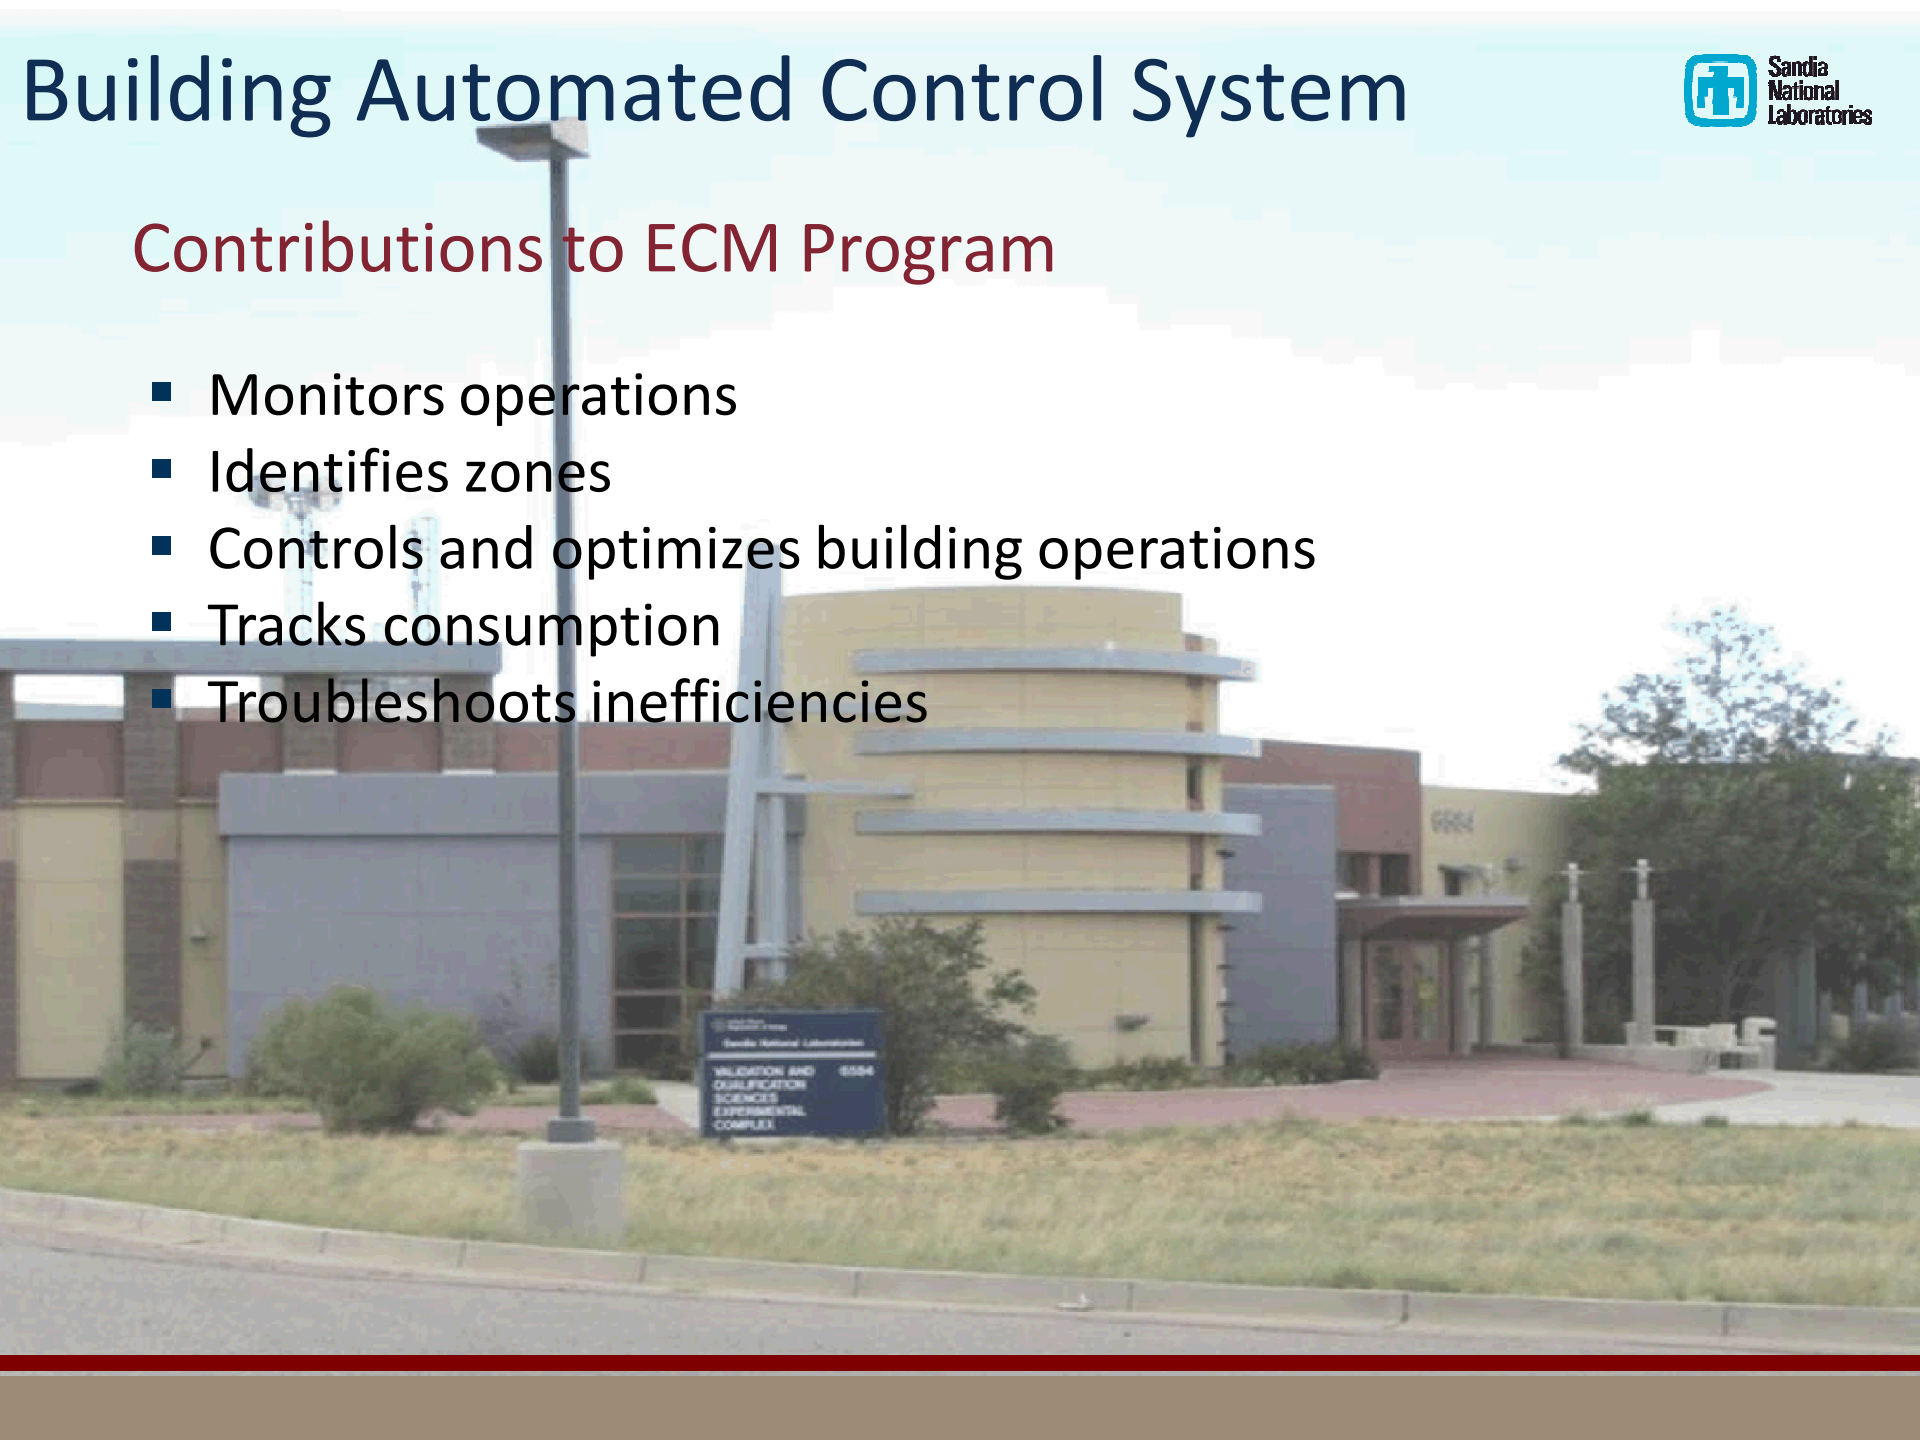 Building Automated Control System
Sandia
National
Laboratories
Contributions to ECM Program
▪ Monitors operations
▪ Identifies zones
▪ Controls and optimizes building operations
▪ Tracks consumption
▪ Troubleshoots inefficiencies
6584
Sandia National Laboratories
VALIDATION AND 6584
QUALIFICATION
SCIENCES
EXPERIMENTAL
COMPLEX